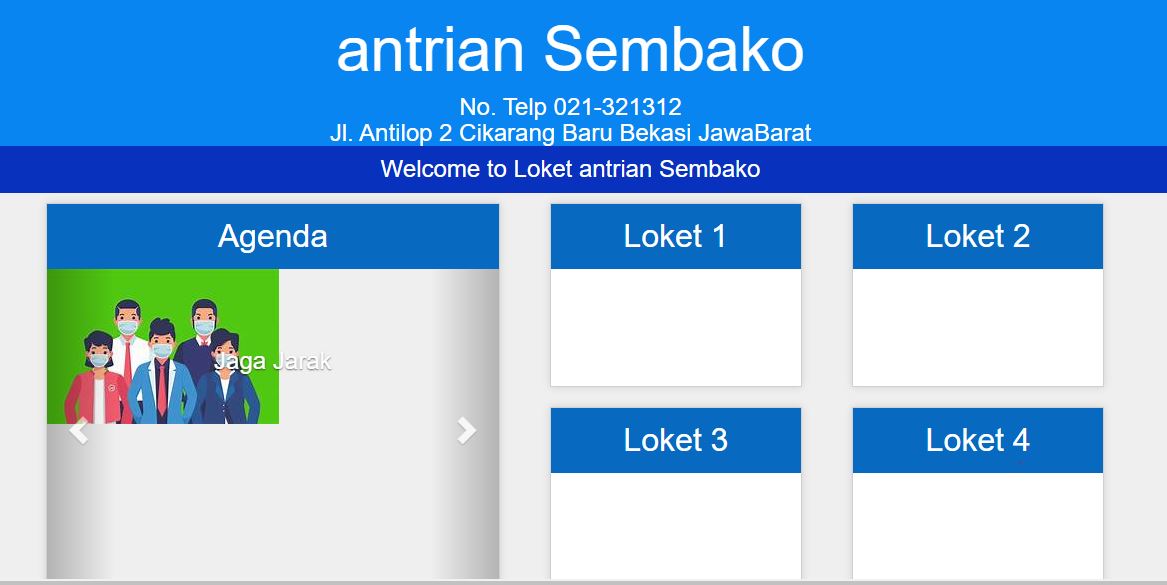 antrian Sembako
No. Telp 021-321312
Jl. Antilop 2 Cikarang Baru Bekasi JawaBarat
Welcome to Loket antrian Sembako
Agenda
Jaga Jarak
Loket 1
Loket 2
Loket 3
Loket 4